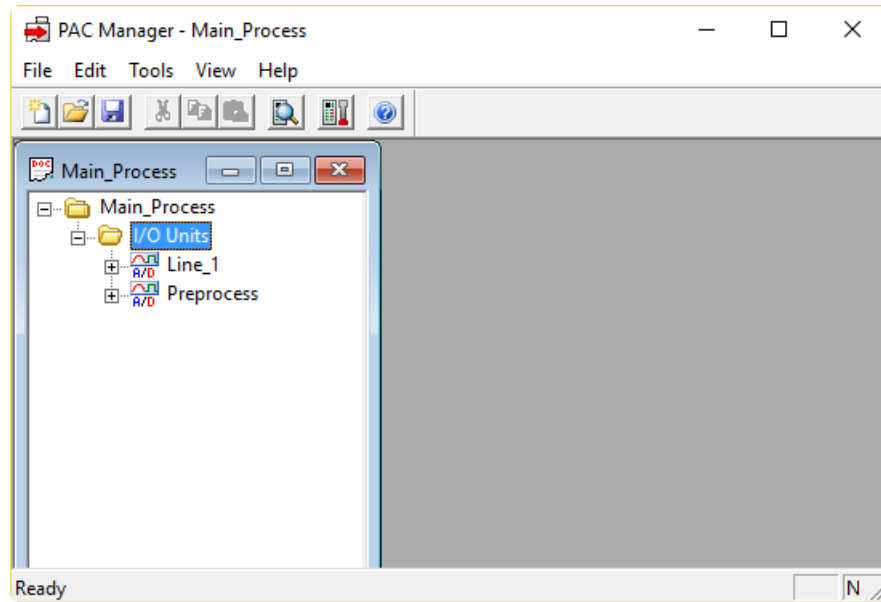 PAC Manager - Main_Process
File Edit Tools View Help
Main_Process
Main_Process
I/O Units
A/D Line_1
A/D Preprocess
Ready N